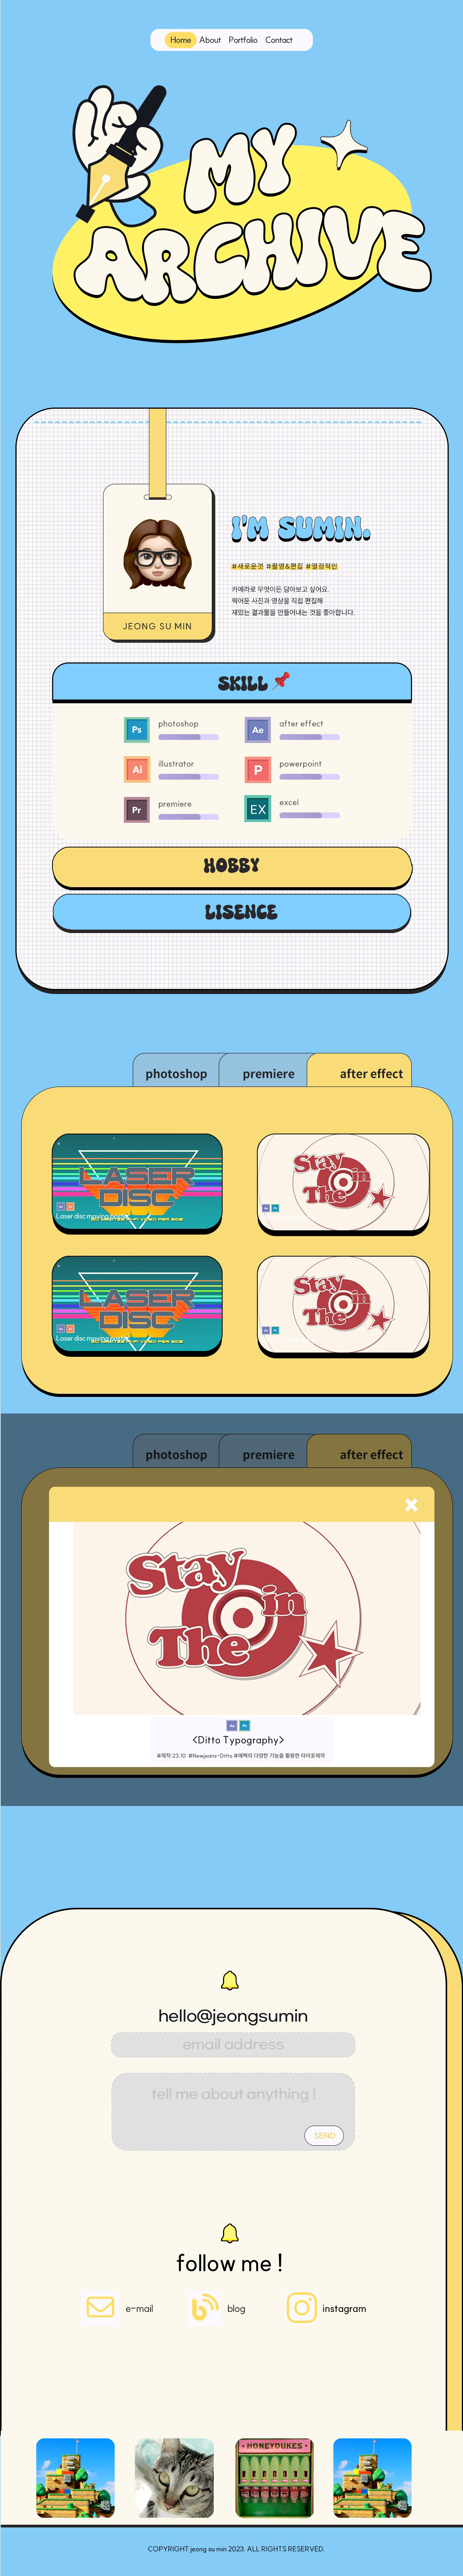 Home About Portfolio Contact
MY
ARCHIVE
JEONG SU MIN
I'M SUMIN.
#새로운것 #촬영&편집 #열정적인
카메라로 무엇이든 담아보고 싶어요.
찍어둔 사진과 영상을 직접 편집해
재밌는 결과물을 만들어내는 것을 좋아합니다.
SKILL
Ps photoshop
Ae after effect
Ai illustrator
P powerpoint
Pr premiere
EX excel
HOBBY
LISENCE
photoshop premiere after effect
LASER
DISC
Laser disc moving poster
Stay
in
The
LASER
DISC
Laser disc moving poster
Stay
in
The
photoshop premiere after effect
Stay
in
The
Ae Ps
<Ditto Typography>
#제작:23.10 #Newjeans-Ditto #에펙의 다양한 기능을 활용한 타이포제작
hello@jeongsumin
email address
tell me about anything !
SEND
follow me !
e-mail blog instagram
HONEYDUKES
COPYRIGHT jeong su min 2023. ALL RIGHTS RESERVED.